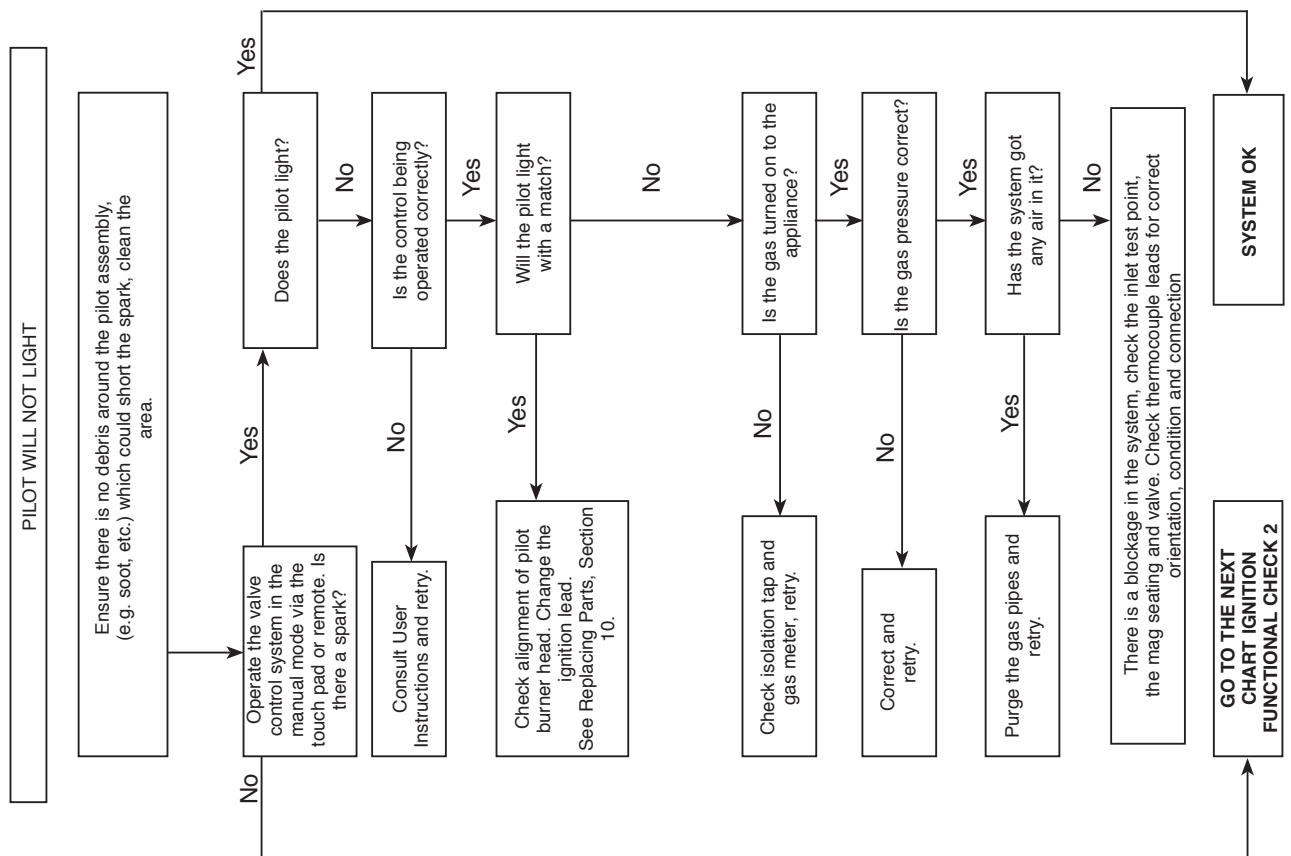 PILOT WILL NOT LIGHT
Ensure there is no debris around the pilot assembly,
(e.g. soot, etc.) which could short the spark, clean the
area.
Operate the valve
control system in the
manual mode via the
touch pad or remote. Is
there a spark?
No
Yes
Does the pilot light?
Yes
No
Is the control being
operated correctly?
No
Consult User
Instructions and retry.
Yes
Will the pilot light
with a match?
Yes
Check alignment of pilot
burner head. Change the
ignition lead.
See Replacing Parts, Section
10.
No
Is the gas turned on to the
appliance?
No
Check isolation tap and
gas meter, retry.
Yes
Is the gas pressure correct?
No
Correct and
retry.
Yes
Has the system got
any air in it?
Yes
Purge the gas pipes and
retry.
No
There is a blockage in the system, check the inlet test point,
the mag seating and valve. Check thermocouple leads for correct
orientation, condition and connection
GO TO THE NEXT
CHART IGNITION
FUNCTIONAL CHECK 2
SYSTEM OK